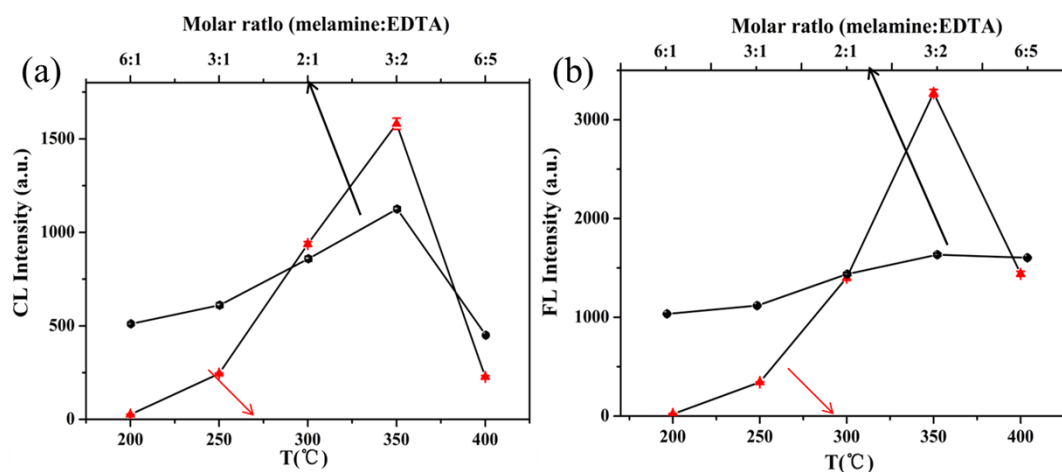 Molar ratlo (melamine:EDTA)
6:1 3:1 2:1 3:2 6:5
(a)
CL Intensity (a.u.)
1500
1000
500
0
200 250 300 350 400
T(℃)
Molar ratlo (melamine:EDTA)
6:1 3:1 2:1 3:2 6:5
(b)
FL Intensity (a.u.)
3000
2000
1000
0
200 250 300 350 400
T(℃)